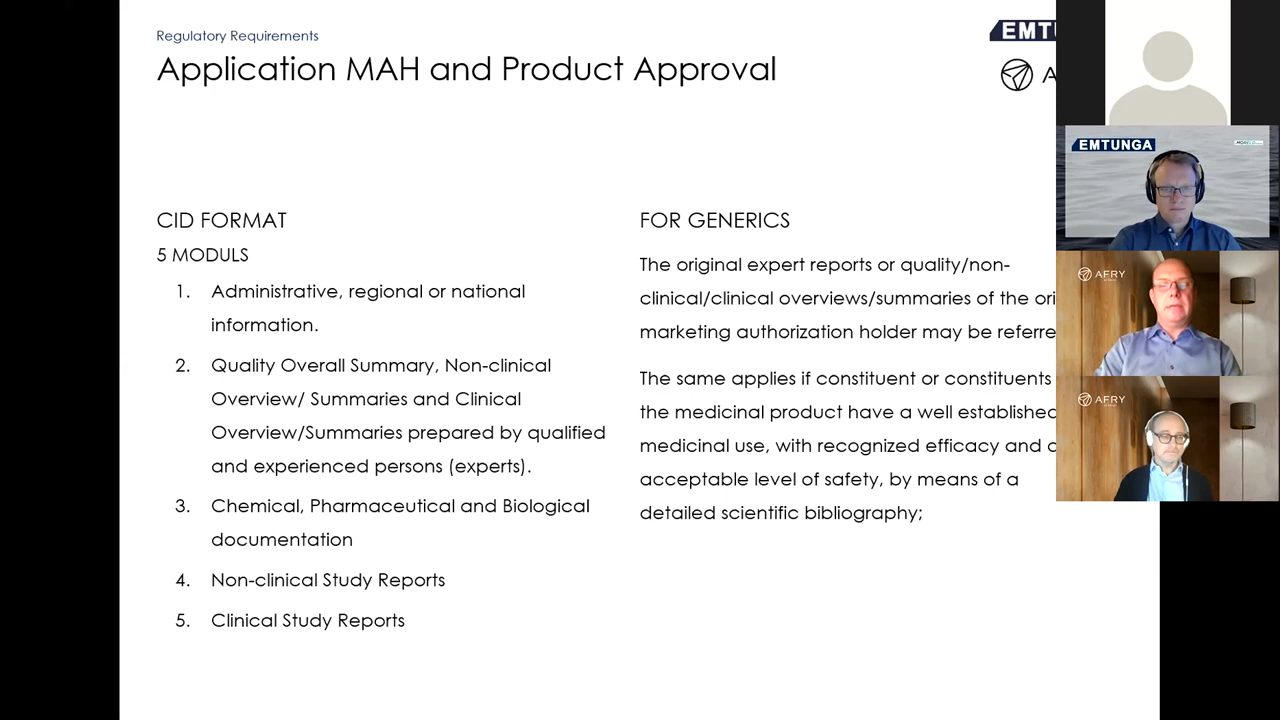 Regulatory Requirements
Application MAH and Product Approval
CID FORMAT
5 MODULS
1. Administrative, regional or national
information.
2. Quality Overall Summary, Non-clinical
Overview/ Summaries and Clinical
Overview/Summaries prepared by qualified
and experienced persons (experts).
3. Chemical, Pharmaceutical and Biological
documentation
4. Non-clinical Study Reports
5. Clinical Study Reports
FOR GENERICS
The original expert reports or quality/non-
clinical/clinical overviews/summaries of the
marketing authorization holder may be
The same applies if constituent or constituents
the medicinal product have a well established
medicinal use, with recognized efficacy and
acceptable level of safety, by means of a
detailed scientific bibliography;
EMTUNGA
AFRY
AFRY